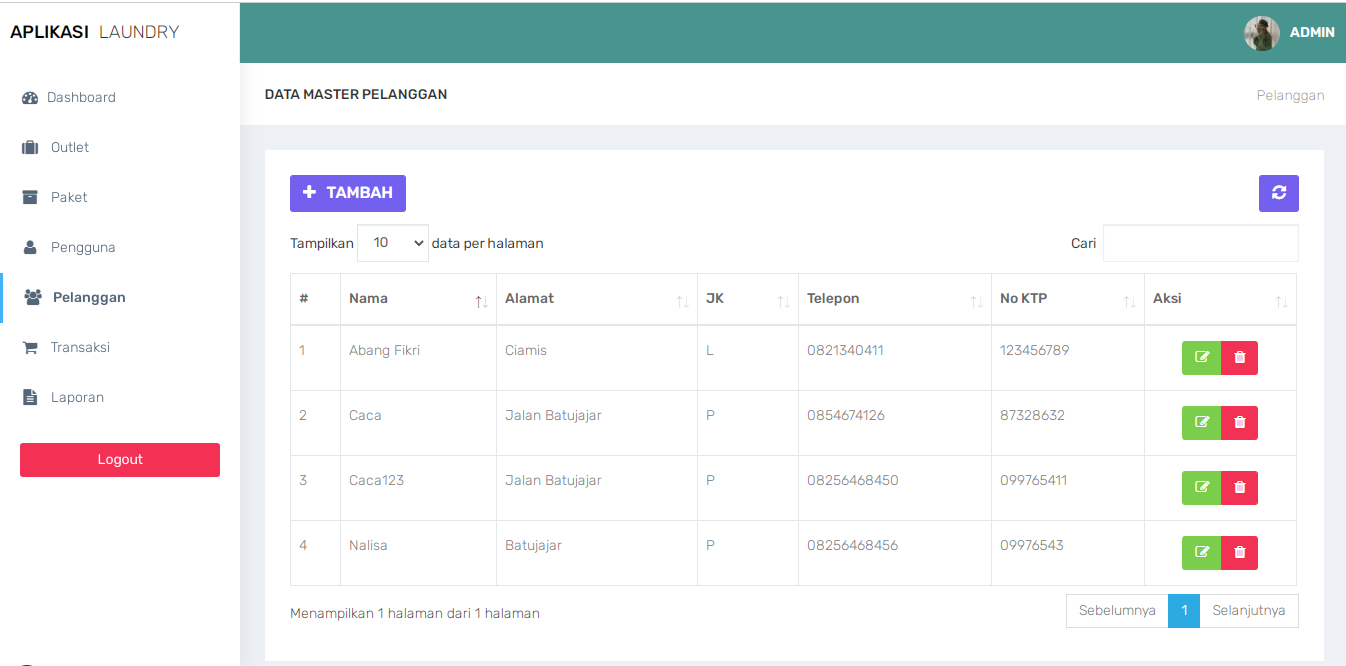 APLIKASI LAUNDRY
ADMIN
Dashboard
Outlet
Paket
Pengguna
Pelanggan
Transaksi
Laporan
Logout
DATA MASTER PELANGGAN
Pelanggan
TAMBAH
Tampilkan 10 data per halaman
Cari
# Nama Alamat JK Telepon No KTP Aksi
1 Abang Fikri Ciamis L 0821340411 123456789
2 Caca Jalan Batujajar P 0854674126 87328632
3 Caca123 Jalan Batujajar P 08256468450 099765411
4 Nalisa Batujajar P 08256468456 09976543
Menampilkan 1 halaman dari 1 halaman
Sebelumnya 1 Selanjutnya